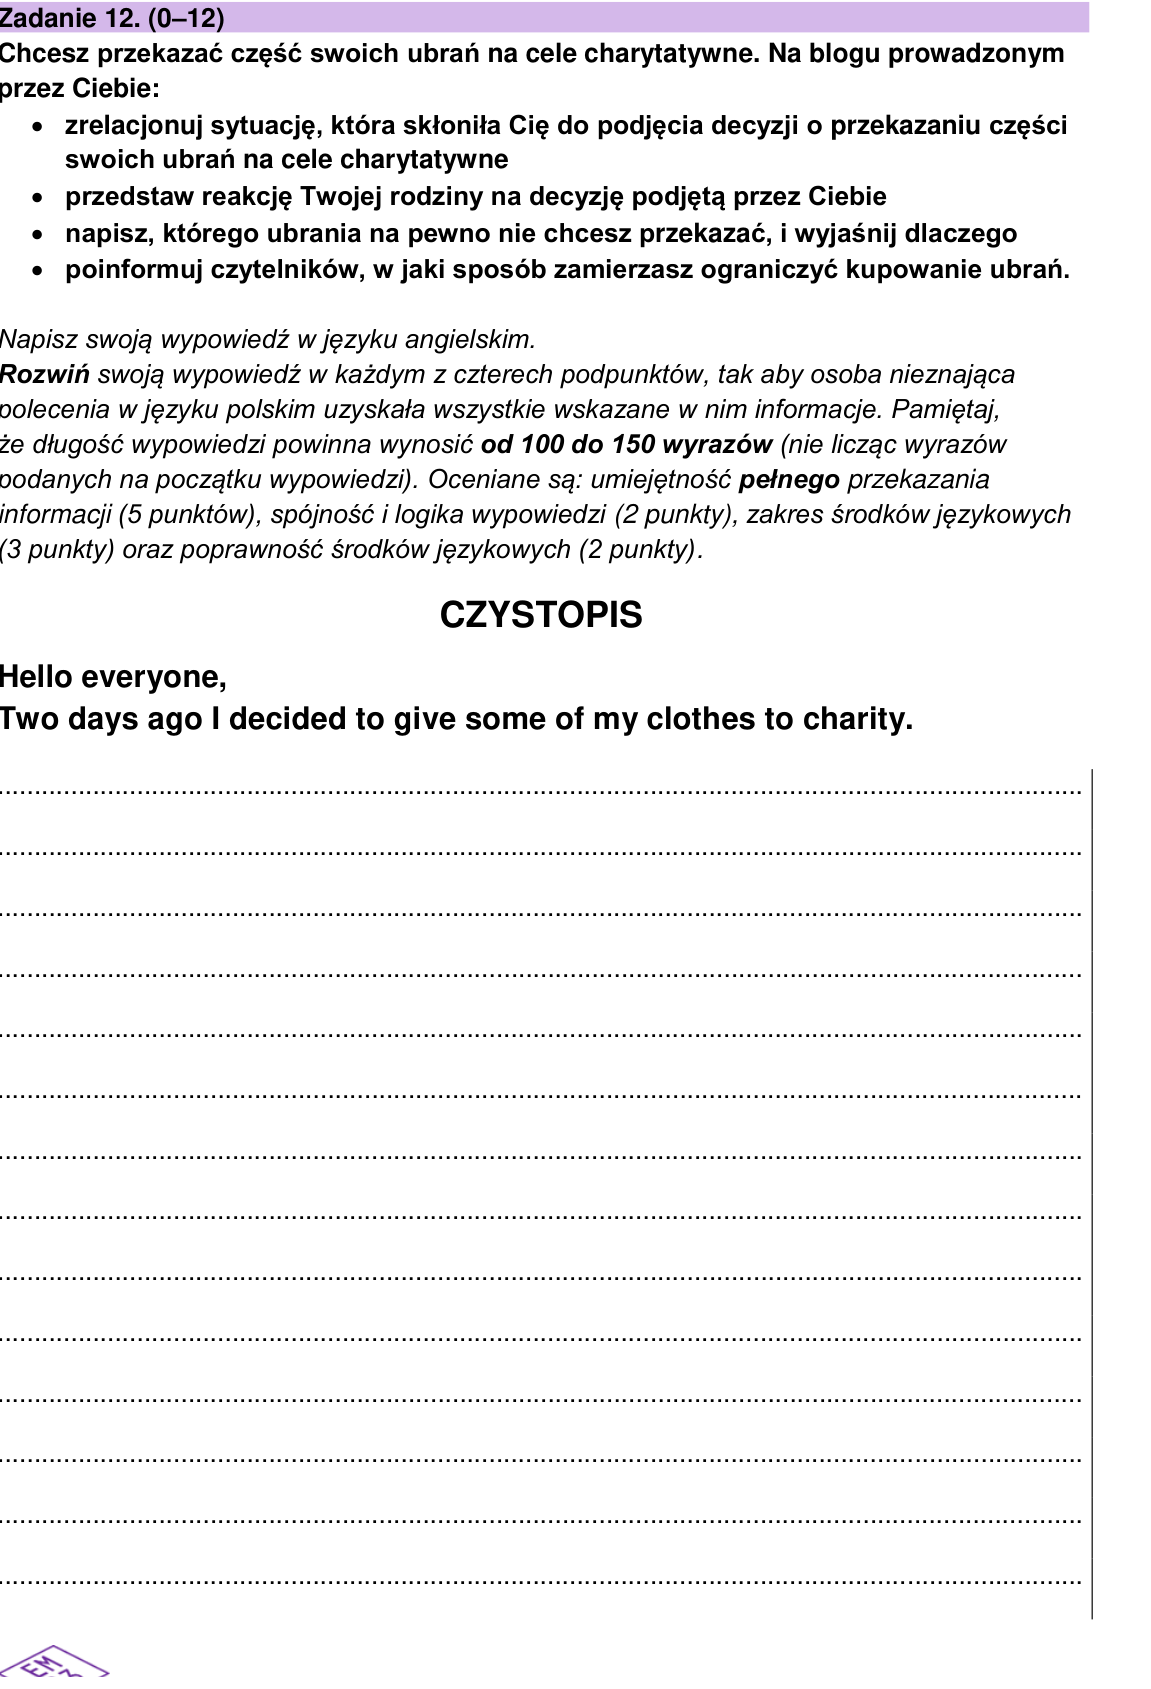 Zadanie 12. (0–12)
Chcesz przekazać część swoich ubrań na cele charytatywne. Na blogu prowadzonym
przez Ciebie:
• zrelacjonuj sytuację, która skłoniła Cię do podjęcia decyzji o przekazaniu części
swoich ubrań na cele charytatywne
• przedstaw reakcję Twojej rodziny na decyzję podjętą przez Ciebie
• napisz, którego ubrania na pewno nie chcesz przekazać, i wyjaśnij dlaczego
• poinformuj czytelników, w jaki sposób zamierzasz ograniczyć kupowanie ubrań.
Napisz swoją wypowiedź w języku angielskim.
Rozwiń swoją wypowiedź w każdym z czterech podpunktów, tak aby osoba nieznająca
polecenia w języku polskim uzyskała wszystkie wskazane w nim informacje. Pamiętaj,
że długość wypowiedzi powinna wynosić od 100 do 150 wyrazów (nie licząc wyrazów
podanych na początku wypowiedzi). Oceniane są: umiejętność pełnego przekazania
informacji (5 punktów), spójność i logika wypowiedzi (2 punkty), zakres środków językowych
(3 punkty) oraz poprawność środków językowych (2 punkty).
CZYSTOPIS
Hello everyone,
Two days ago I decided to give some of my clothes to charity.